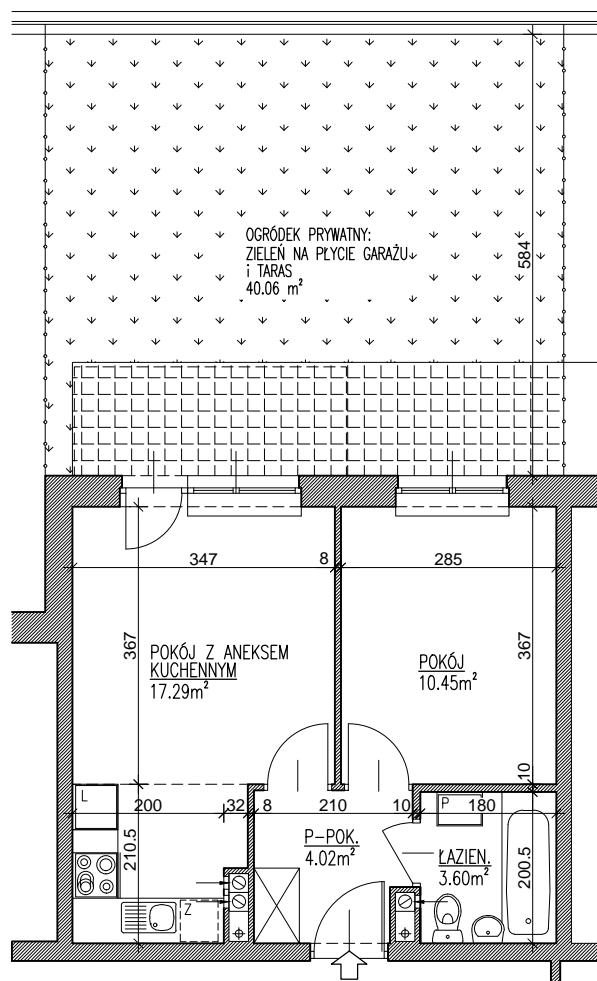 OGRÓDEK PRYWATNY:
ZIELEŃ NA PŁYCIE GARAŻU
i TARAS
40.06 m²
584
347
8
285
367
POKÓJ Z ANEKSEM
KUCHENNYM
17.29m²
POKÓJ
10.45m²
367
10
L
200
32
8
210
10
P
180
210.5
P-POK.
4.02m²
ŁAZIEN.
3.60m²
200.5
Z